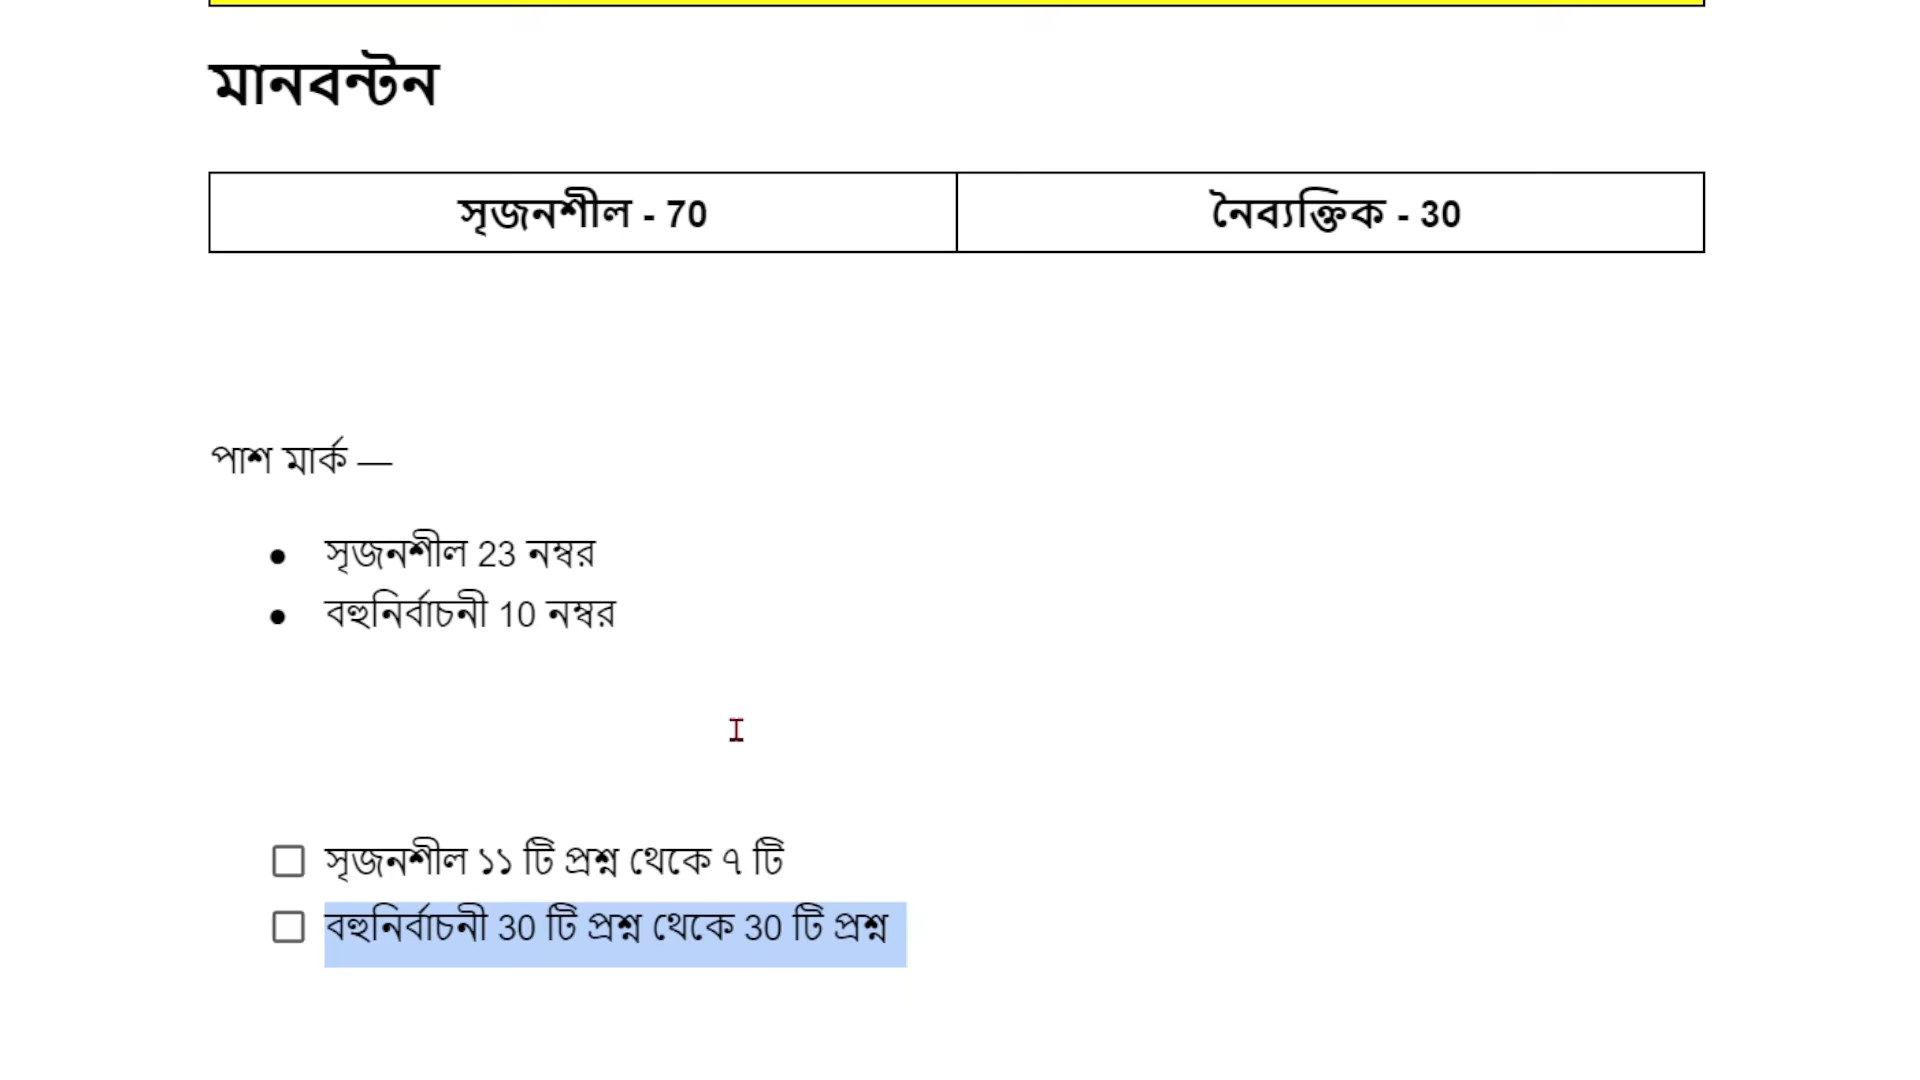 মানবন্টন
সৃজনশীল - 70
নৈব্যক্তিক - 30
পাশ মার্ক —
সৃজনশীল 23 নম্বর
বহুনির্বাচনী 10 নম্বর
সৃজনশীল ১১ টি প্রশ্ন থেকে ৭ টি
বহুনির্বাচনী 30 টি প্রশ্ন থেকে 30 টি প্রশ্ন